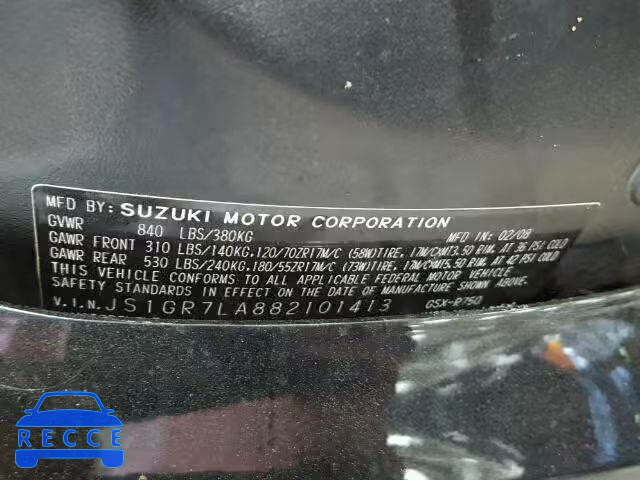 MFD BY: SUZUKI MOTOR CORPORATION MFD IN: 02/08
GVWR 840 LBS/380KG
GAWR FRONT 310 LBS/140KG,120/70ZR17M/C (58W)TIRE, 17M/CXMT3.50 RIM, AT 36 PSI COLD
GAWR REAR 530 LBS/240KG,180/55ZR17M/C (73W)TIRE, 17M/CXMT5.50 RIM, AT 42 PSI COLD
THIS VEHICLE CONFORMS TO ALL APPLICABLE FEDERAL MOTOR VEHICLE
SAFETY STANDARDS IN EFFECT ON THE DATE OF MANUFACTURE SHOWN ABOVE.
V.I.N. JS1GR7LA882101413 GSX-R750
RECCE